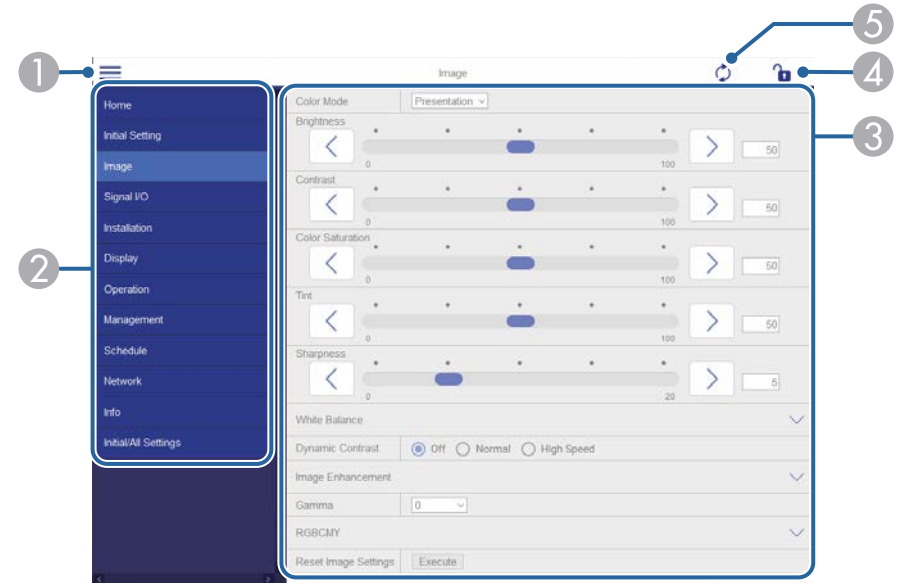 5
1
Image
4
Home
Color Mode
Presentation
Brightness
Initial Setting
3
50
0
100
Image
Contrast
Signal I/O
50
0
100
Installation
Color Saturation
2
Display
50
0
100
Operation
Tint
Management
50
0
100
Schedule
Sharpness
Network
5
0
20
Info
White Balance
Initial/All Settings
Dynamic Contrast
Off
Normal
High Speed
Image Enhancement
Gamma
0
RGBCMY
Reset Image Settings
Execute